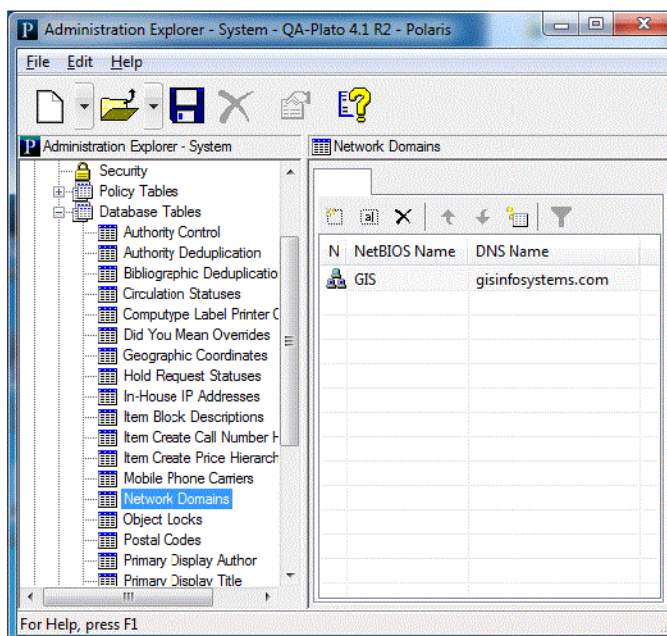 Administration Explorer - System - QA-Plato 4.1 R2 - Polaris
File Edit Help
Administration Explorer - System
Network Domains
Security
Policy Tables
Database Tables
Authority Control
Authority Deduplication
Bibliographic Deduplicatio
Circulation Statuses
Computype Label Printer C
Did You Mean Overrides
Geographic Coordinates
Hold Request Statuses
In-House IP Addresses
Item Block Descriptions
Item Create Call Number H
Item Create Price Hierarch
Mobile Phone Carriers
Network Domains
Object Locks
Postal Codes
Primary Display Author
Primary Display Title
N NetBIOS Name DNS Name
GIS gisinfosystems.com
For Help, press F1